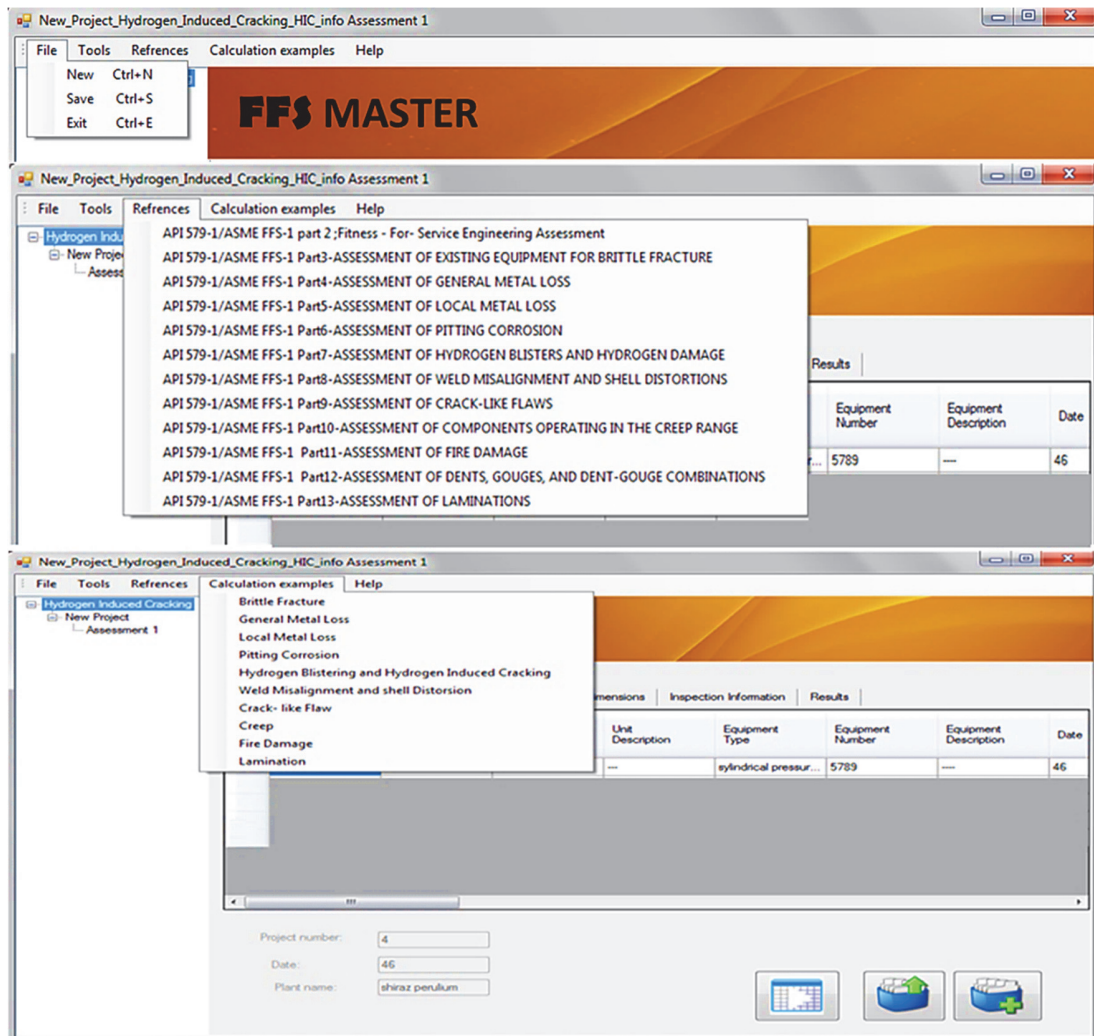 New_Project_Hydrogen_Induced_Cracking_HIC_info Assessment 1
File Tools Refrences Calculation examples Help
New Ctrl+N
Save Ctrl+S
Exit Ctrl+E
FFS MASTER
New_Project_Hydrogen_Induced_Cracking_HIC_info Assessment 1
File Tools Refrences Calculation examples Help
Hydrogen Indu
New Proje
Assess
API 579-1/ASME FFS-1 part 2 ;Fitness - For- Service Engineering Assessment
API 579-1/ASME FFS-1 Part3-ASSESSMENT OF EXISTING EQUIPMENT FOR BRITTLE FRACTURE
API 579-1/ASME FFS-1 Part4-ASSESSMENT OF GENERAL METAL LOSS
API 579-1/ASME FFS-1 Part5-ASSESSMENT OF LOCAL METAL LOSS
API 579-1/ASME FFS-1 Part6-ASSESSMENT OF PITTING CORROSION
API 579-1/ASME FFS-1 Part7-ASSESSMENT OF HYDROGEN BLISTERS AND HYDROGEN DAMAGE
API 579-1/ASME FFS-1 Part8-ASSESSMENT OF WELD MISALIGNMENT AND SHELL DISTORTIONS
API 579-1/ASME FFS-1 Part9-ASSESSMENT OF CRACK-LIKE FLAWS
API 579-1/ASME FFS-1 Part10-ASSESSMENT OF COMPONENTS OPERATING IN THE CREEP RANGE
API 579-1/ASME FFS-1 Part11-ASSESSMENT OF FIRE DAMAGE
API 579-1/ASME FFS-1 Part12-ASSESSMENT OF DENTS, GOUGES, AND DENT-GOUGE COMBINATIONS
API 579-1/ASME FFS-1 Part13-ASSESSMENT OF LAMINATIONS
Results
Equipment Number Equipment Description Date
r... 5789 ---- 46
New_Project_Hydrogen_Induced_Cracking_HIC_info Assessment 1
File Tools Refrences Calculation examples Help
Hydrogen Induced Cracking
New Project
Assessment 1
Brittle Fracture
General Metal Loss
Local Metal Loss
Pitting Corrosion
Hydrogen Blistering and Hydrogen Induced Cracking
Weld Misalignment and shell Distorsion
Crack- like Flaw
Creep
Fire Damage
Lamination
mensions Inspection Information Results
Unit Description Equipment Type Equipment Number Equipment Description Date
--- sylindrical pressur... 5789 ---- 46
Project number: 4
Date: 46
Plant name: shiraz perulium